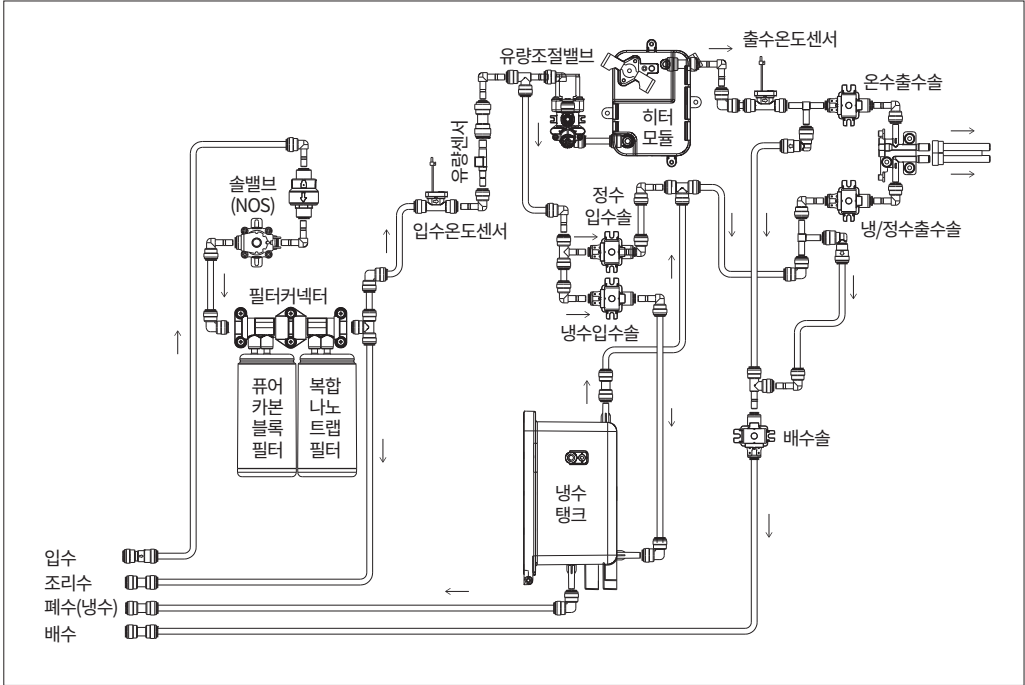 출수온도센서
유량조절밸브
온수출수솔
히터
모듈
유량센서
솔밸브
(NOS)
정수
입수솔
입수온도센서
냉/정수출수솔
필터커넥터
냉수입수솔
퓨어
카본
블록
필터
복합
나노
트랩
필터
배수솔
냉수
탱크
입수
조리수
폐수(냉수)
배수